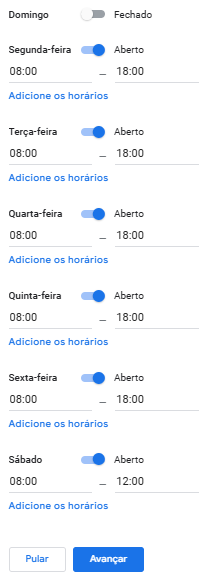 Domingo Fechado
Segunda-feira Aberto
08:00 – 18:00
Adicione os horários
Terça-feira Aberto
08:00 – 18:00
Adicione os horários
Quarta-feira Aberto
08:00 – 18:00
Adicione os horários
Quinta-feira Aberto
08:00 – 18:00
Adicione os horários
Sexta-feira Aberto
08:00 – 18:00
Adicione os horários
Sábado Aberto
08:00 – 12:00
Adicione os horários
Pular Avançar